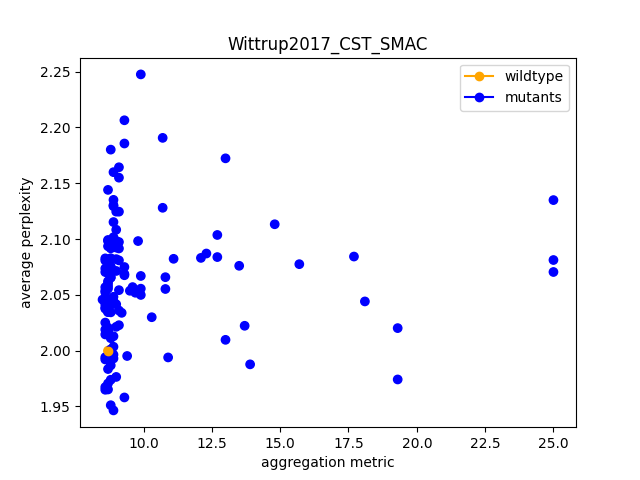 Wittrup2017_CST_SMAC
wildtype
mutants
average perplexity
2.25
2.20
2.15
2.10
2.05
2.00
1.95
10.0 12.5 15.0 17.5 20.0 22.5 25.0
aggregation metric